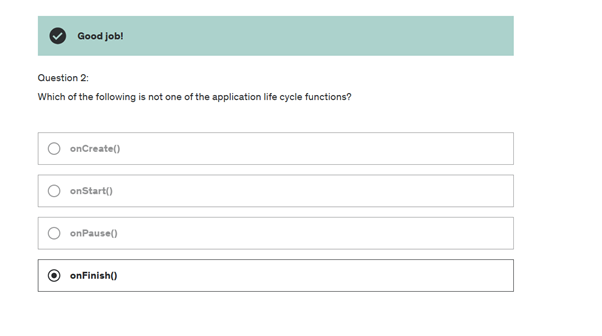 Good job!
Question 2:
Which of the following is not one of the application life cycle functions?
onCreate()
onStart()
onPause()
onFinish()